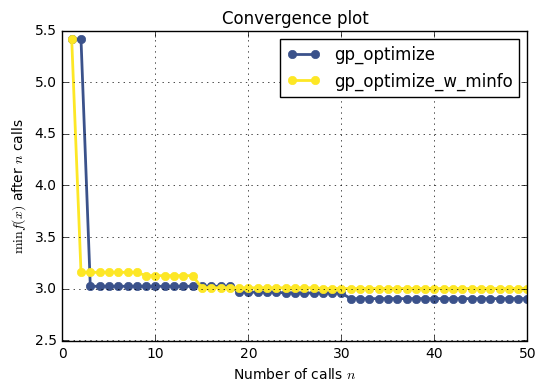 Convergence plot
gp_optimize
gp_optimize_w_minfo
5.5
5.0
4.5
4.0
3.5
3.0
2.5
min f(x) after n calls
0 10 20 30 40 50
Number of calls n